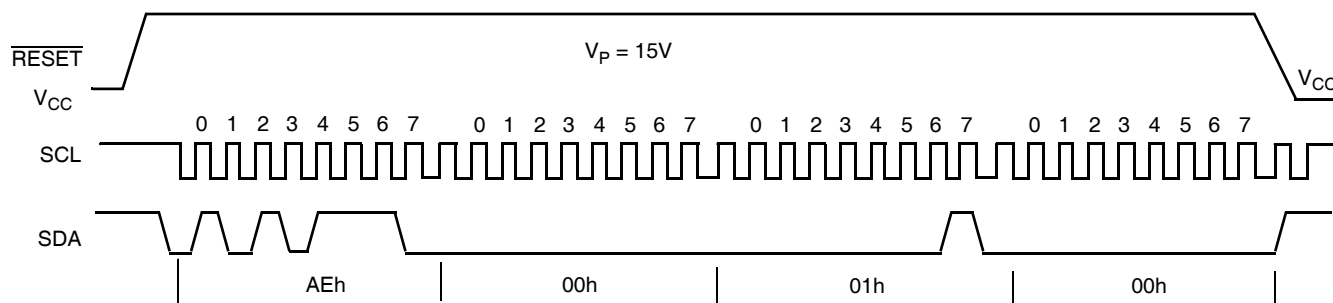 RESET
V_P = 15V
V_CC
V_CC
0 1 2 3 4 5 6 7 0 1 2 3 4 5 6 7 0 1 2 3 4 5 6 7 0 1 2 3 4 5 6 7
SCL
SDA
AEh 00h 01h 00h